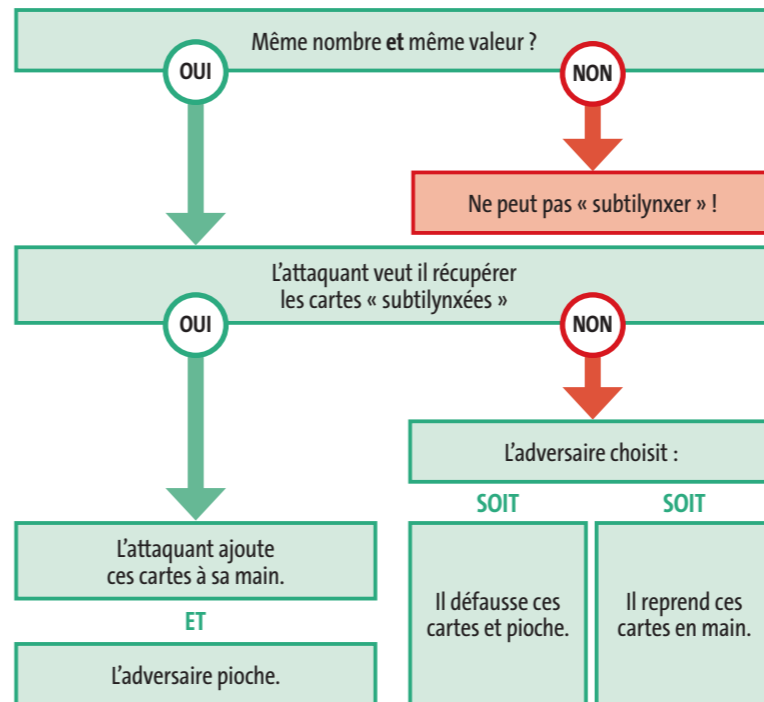 Même nombre et même valeur ?
OUI
NON
Ne peut pas « subtilynxer » !
L'attaquant veut il récupérer
les cartes « subtilynxées »
OUI
NON
L'adversaire choisit :
SOIT
SOIT
L'attaquant ajoute
ces cartes à sa main.
ET
L'adversaire pioche.
Il défausse ces
cartes et pioche.
Il reprend ces
cartes en main.